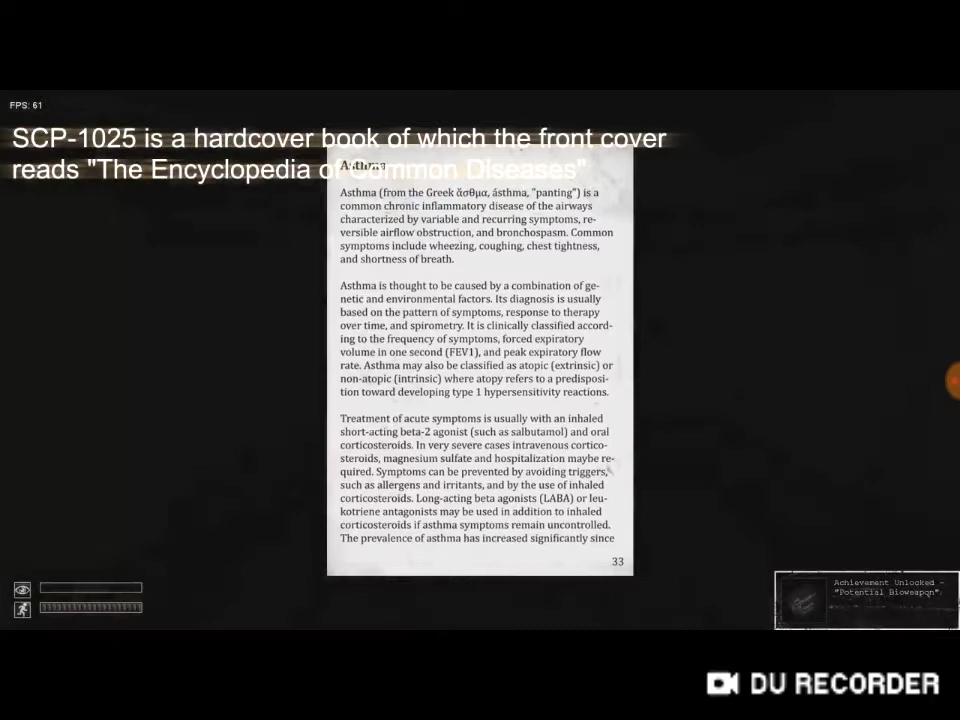 FPS: 61
SCP-1025 is a hardcover book of which the front cover
reads "The Encyclopedia of Common Diseases"
Asthma
Asthma (from the Greek ἅσθμα, ásthma, "panting") is a
common chronic inflammatory disease of the airways
characterized by variable and recurring symptoms, re-
versible airflow obstruction, and bronchospasm. Common
symptoms include wheezing, coughing, chest tightness,
and shortness of breath.
Asthma is thought to be caused by a combination of ge-
netic and environmental factors. Its diagnosis is usually
based on the pattern of symptoms, response to therapy
over time, and spirometry. It is clinically classified accord-
ing to the frequency of symptoms, forced expiratory
volume in one second (FEV1), and peak expiratory flow
rate. Asthma may also be classified as atopic (extrinsic) or
non-atopic (intrinsic) where atopy refers to a predisposi-
tion toward developing type 1 hypersensitivity reactions.
Treatment of acute symptoms is usually with an inhaled
short-acting beta-2 agonist (such as salbutamol) and oral
corticosteroids. In very severe cases intravenous cortico-
steroids, magnesium sulfate and hospitalization maybe re-
quired. Symptoms can be prevented by avoiding triggers,
such as allergens and irritants, and by the use of inhaled
corticosteroids. Long-acting beta agonists (LABA) or leu-
kotriene antagonists may be used in addition to inhaled
corticosteroids if asthma symptoms remain uncontrolled.
The prevalence of asthma has increased significantly since
33
Achievement Unlocked -
"Potential Bioweapon".
DU RECORDER